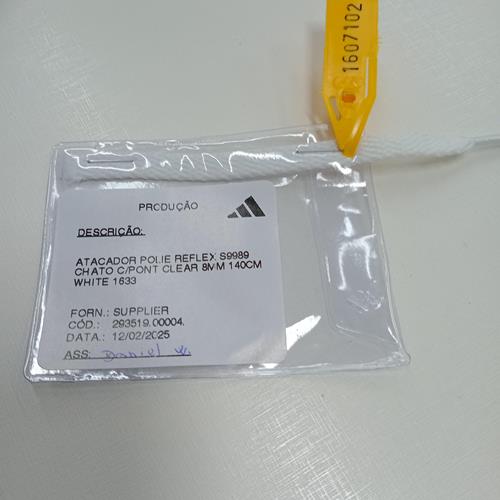 1607102
PRODUÇÃO
DESCRIÇÃO:
ATACADOR POLIE REFLEX S9989
CHATO C/PONT CLEAR 8MM 140CM
WHITE 1633
FORN.: SUPPLIER
CÓD.: 293519.00004.
DATA.: 12/02/2025
ASS: Daniel